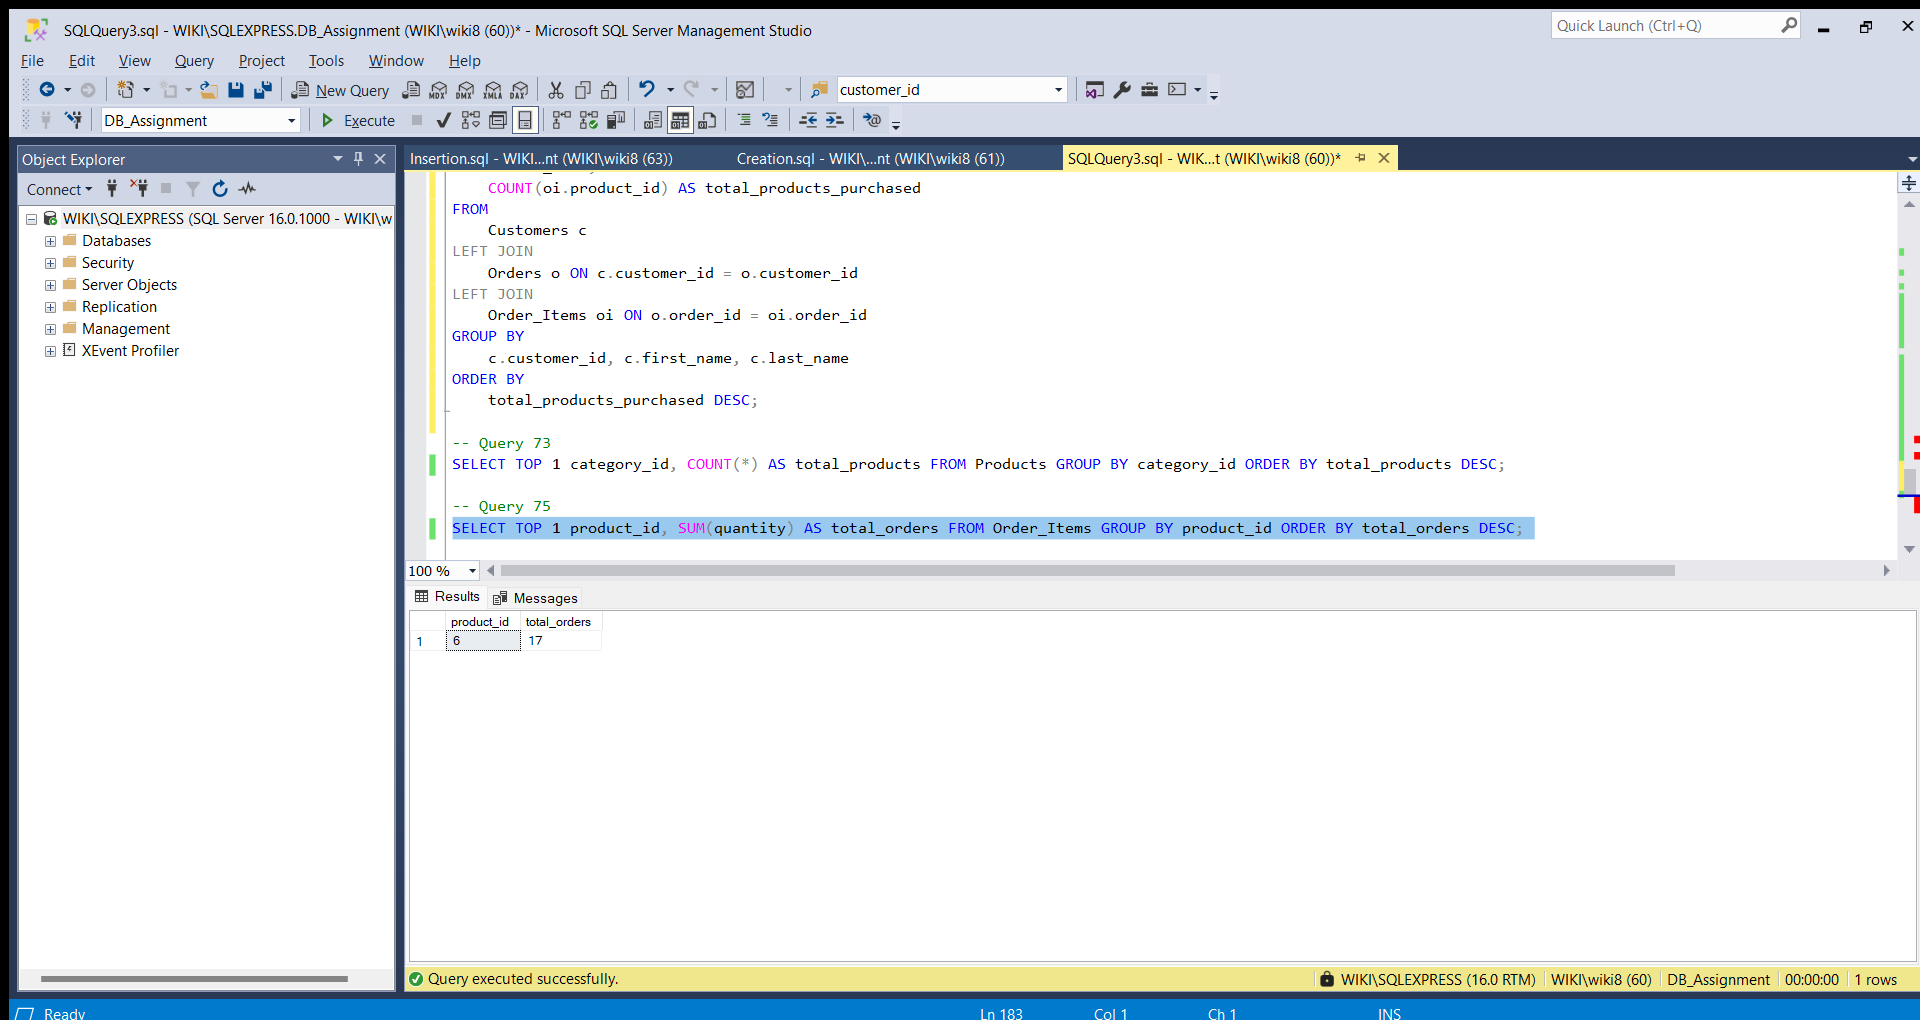 SQLQuery3.sql - WIKI\SQLEXPRESS.DB_Assignment (WIKI\wiki8 (60))* - Microsoft SQL Server Management Studio
Quick Launch (Ctrl+Q)
File Edit View Query Project Tools Window Help
New Query
MDX DMX XMLA DAX
customer_id
DB_Assignment
Execute
Object Explorer
Connect
WIKI\SQLEXPRESS (SQL Server 16.0.1000 - WIKI\w
Databases
Security
Server Objects
Replication
Management
XEvent Profiler
Insertion.sql - WIKI...nt (WIKI\wiki8 (63))
Creation.sql - WIKI\...nt (WIKI\wiki8 (61))
SQLQuery3.sql - WIK...t (WIKI\wiki8 (60))*
COUNT(oi.product_id) AS total_products_purchased
FROM
Customers c
LEFT JOIN
Orders o ON c.customer_id = o.customer_id
LEFT JOIN
Order_Items oi ON o.order_id = oi.order_id
GROUP BY
c.customer_id, c.first_name, c.last_name
ORDER BY
total_products_purchased DESC;
-- Query 73
SELECT TOP 1 category_id, COUNT(*) AS total_products FROM Products GROUP BY category_id ORDER BY total_products DESC;
-- Query 75
SELECT TOP 1 product_id, SUM(quantity) AS total_orders FROM Order_Items GROUP BY product_id ORDER BY total_orders DESC;
100 %
Results Messages
product_id total_orders
1 6 17
Query executed successfully.
WIKI\SQLEXPRESS (16.0 RTM) WIKI\wiki8 (60) DB_Assignment 00:00:00 1 rows
Ready
Ln 183 Col 1 Ch 1 INS